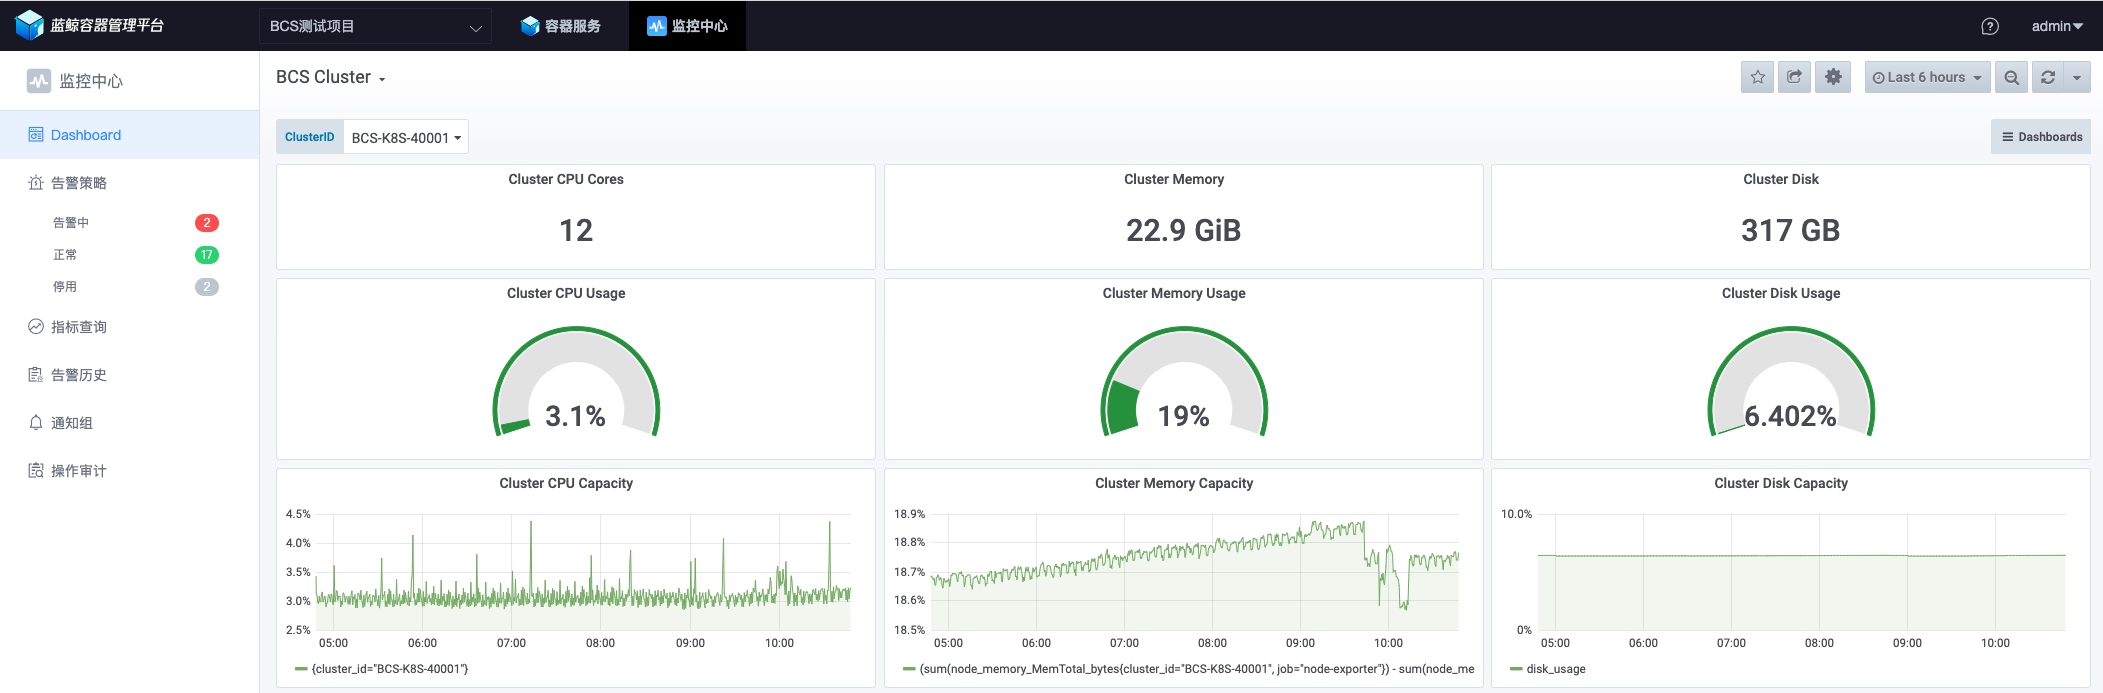 蓝鲸容器管理平台
BCS测试项目
容器服务
监控中心
admin
监控中心
Dashboard
告警策略
告警中 2
正常 17
停用 2
指标查询
告警历史
通知组
操作审计
BCS Cluster
Last 6 hours
ClusterID BCS-K8S-40001
Dashboards
Cluster CPU Cores
12
Cluster Memory
22.9 GiB
Cluster Disk
317 GB
Cluster CPU Usage
3.1%
Cluster Memory Usage
19%
Cluster Disk Usage
6.402%
Cluster CPU Capacity
4.5%
4.0%
3.5%
3.0%
2.5%
05:00 06:00 07:00 08:00 09:00 10:00
{cluster_id="BCS-K8S-40001"}
Cluster Memory Capacity
18.9%
18.8%
18.7%
18.6%
18.5%
05:00 06:00 07:00 08:00 09:00 10:00
(sum(node_memory_MemTotal_bytes{cluster_id="BCS-K8S-40001", job="node-exporter"}) - sum(node_me
Cluster Disk Capacity
10.0%
0%
05:00 06:00 07:00 08:00 09:00 10:00
disk_usage